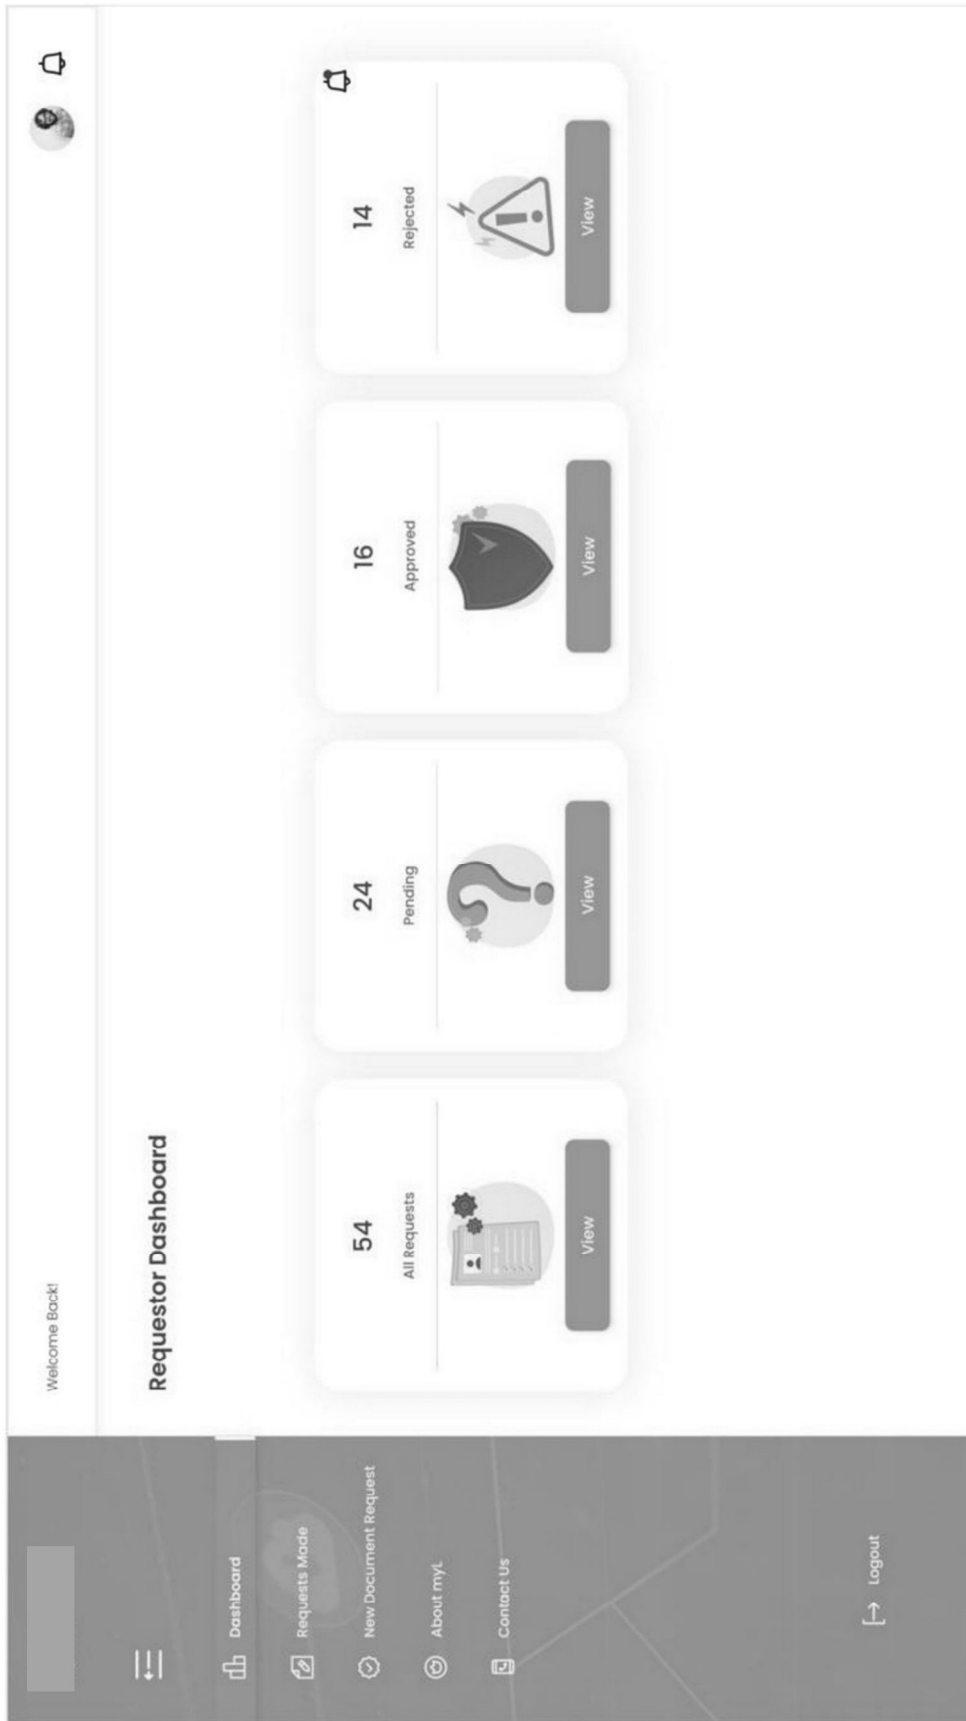 Welcome Back!
Dashboard
Requests Made
New Document Request
About myL
Contact Us
Logout
Requestor Dashboard
54
All Requests
View
24
Pending
View
16
Approved
View
14
Rejected
View